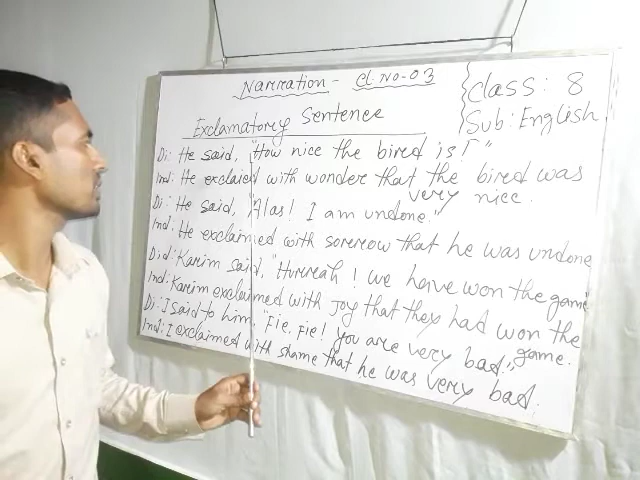 Narration - Cl. No-03
Class: 8
Sub: English
Exclamatory Sentence
Di: He said, "How nice the bird is!"
Ind: He exclaied with wonder that the bired was very nice.
Di: He said, "Alas! I am undone."
Ind: He exclaimed with sorrow that he was undone
Did: Karim said, "Hurreah! we have won the game
Ind: Karim exclaimed with Joy that they had won the game.
Di: I said to him, "Fie, Fie! You are very bad."
Ind: I exclaimed with shame that he was very bad.